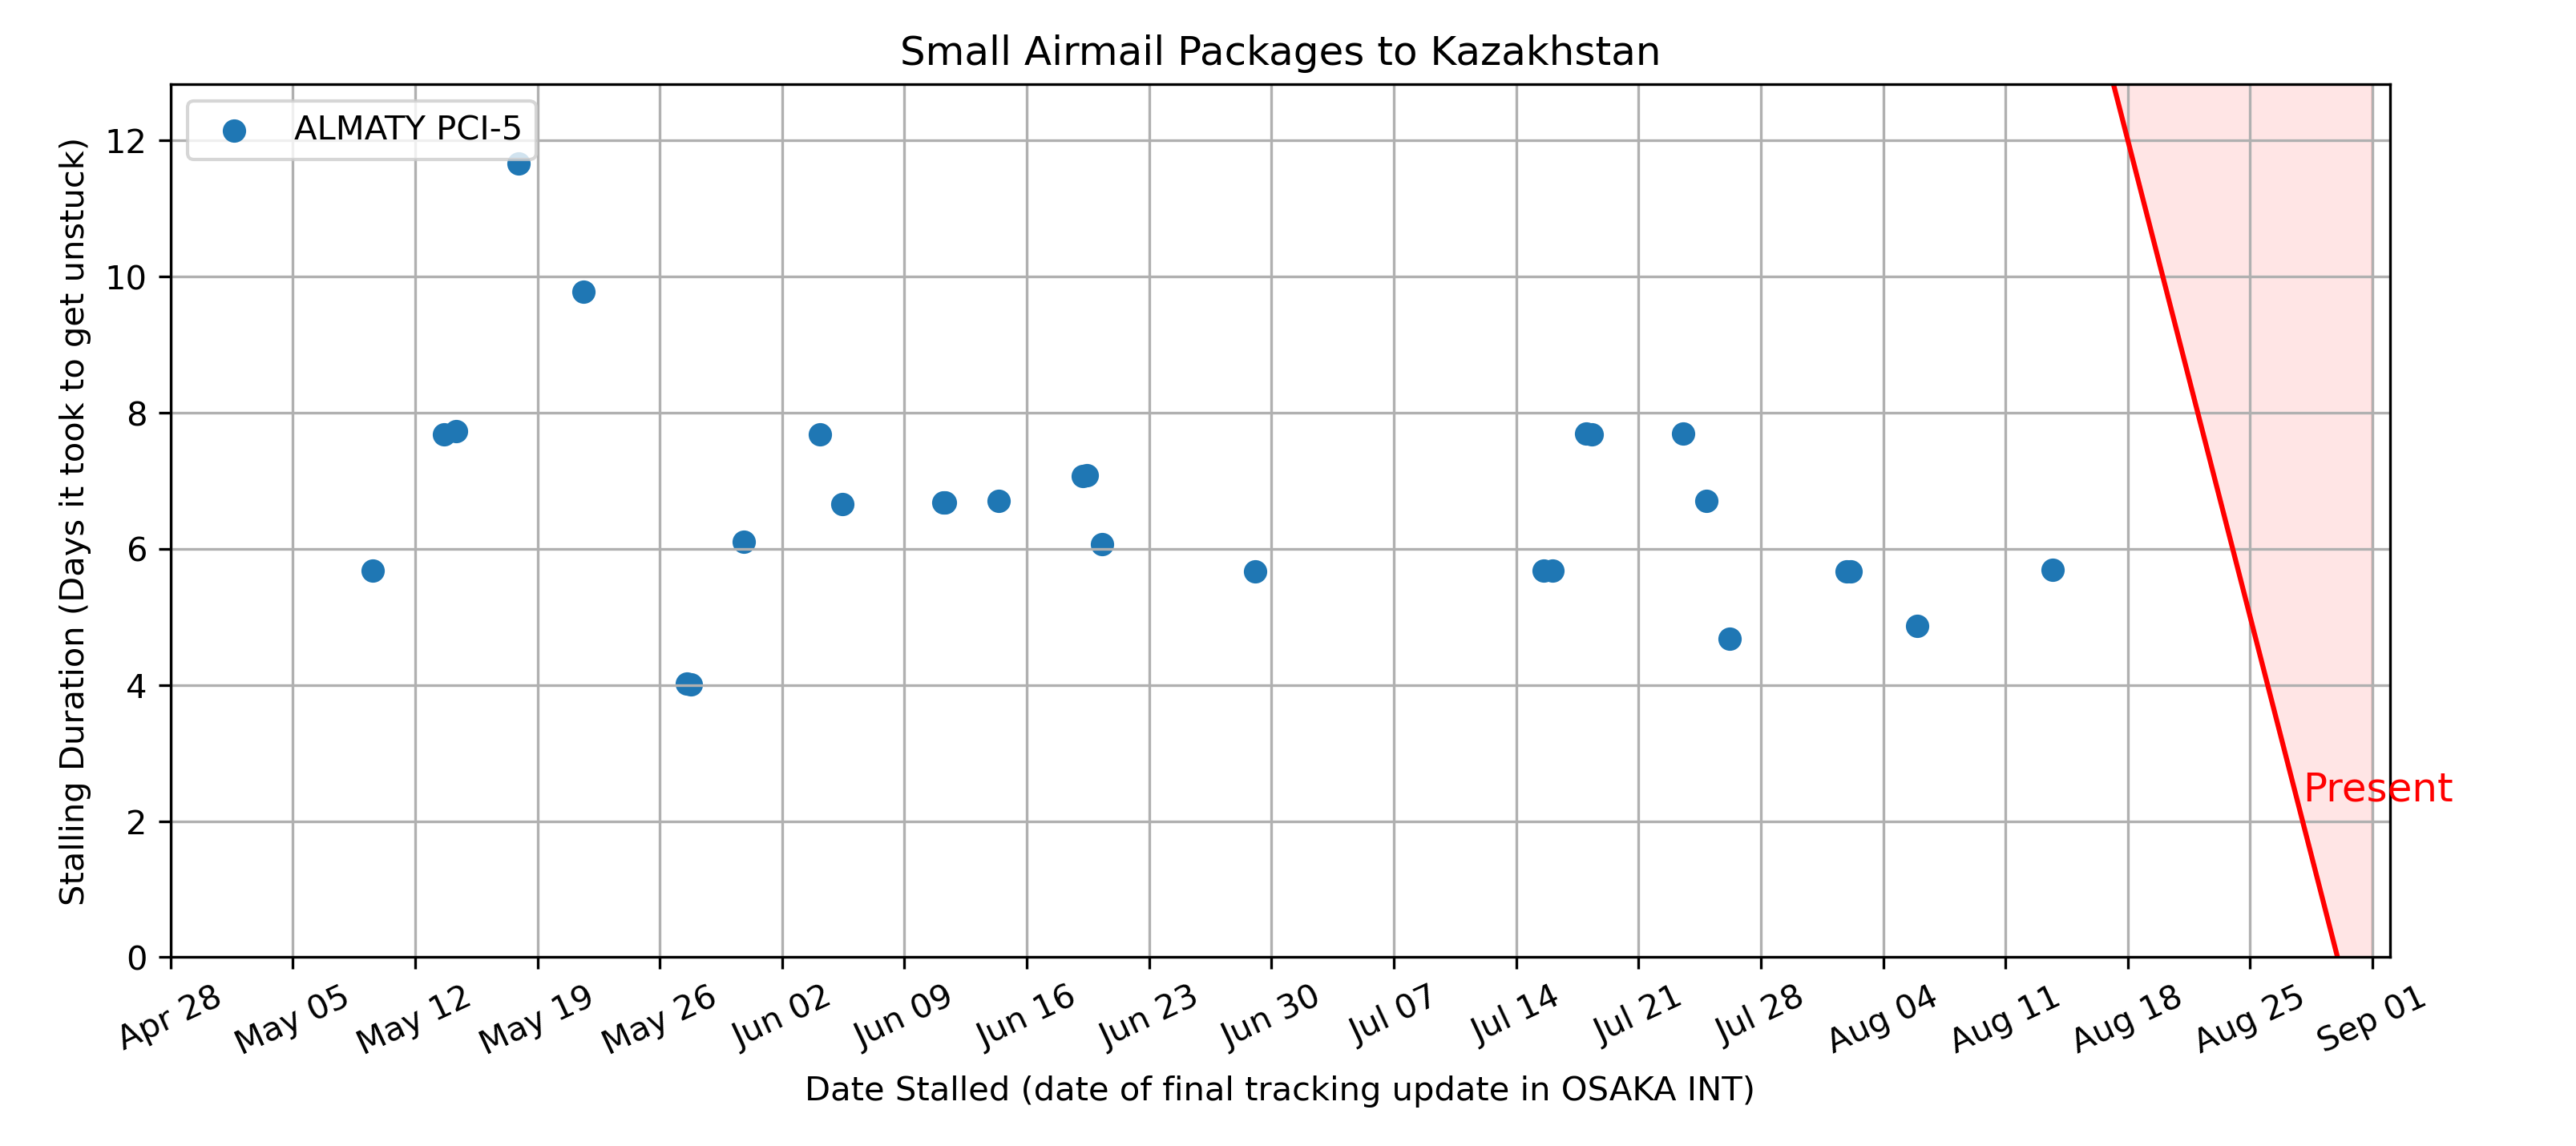 Small Airmail Packages to Kazakhstan
ALMATY PCI-5
Stalling Duration (Days it took to get unstuck)
12
10
8
6
4
2
0
Present
Apr 28
May 05
May 12
May 19
May 26
Jun 02
Jun 09
Jun 16
Jun 23
Jun 30
Jul 07
Jul 14
Jul 21
Jul 28
Aug 04
Aug 11
Aug 18
Aug 25
Sep 01
Date Stalled (date of final tracking update in OSAKA INT)